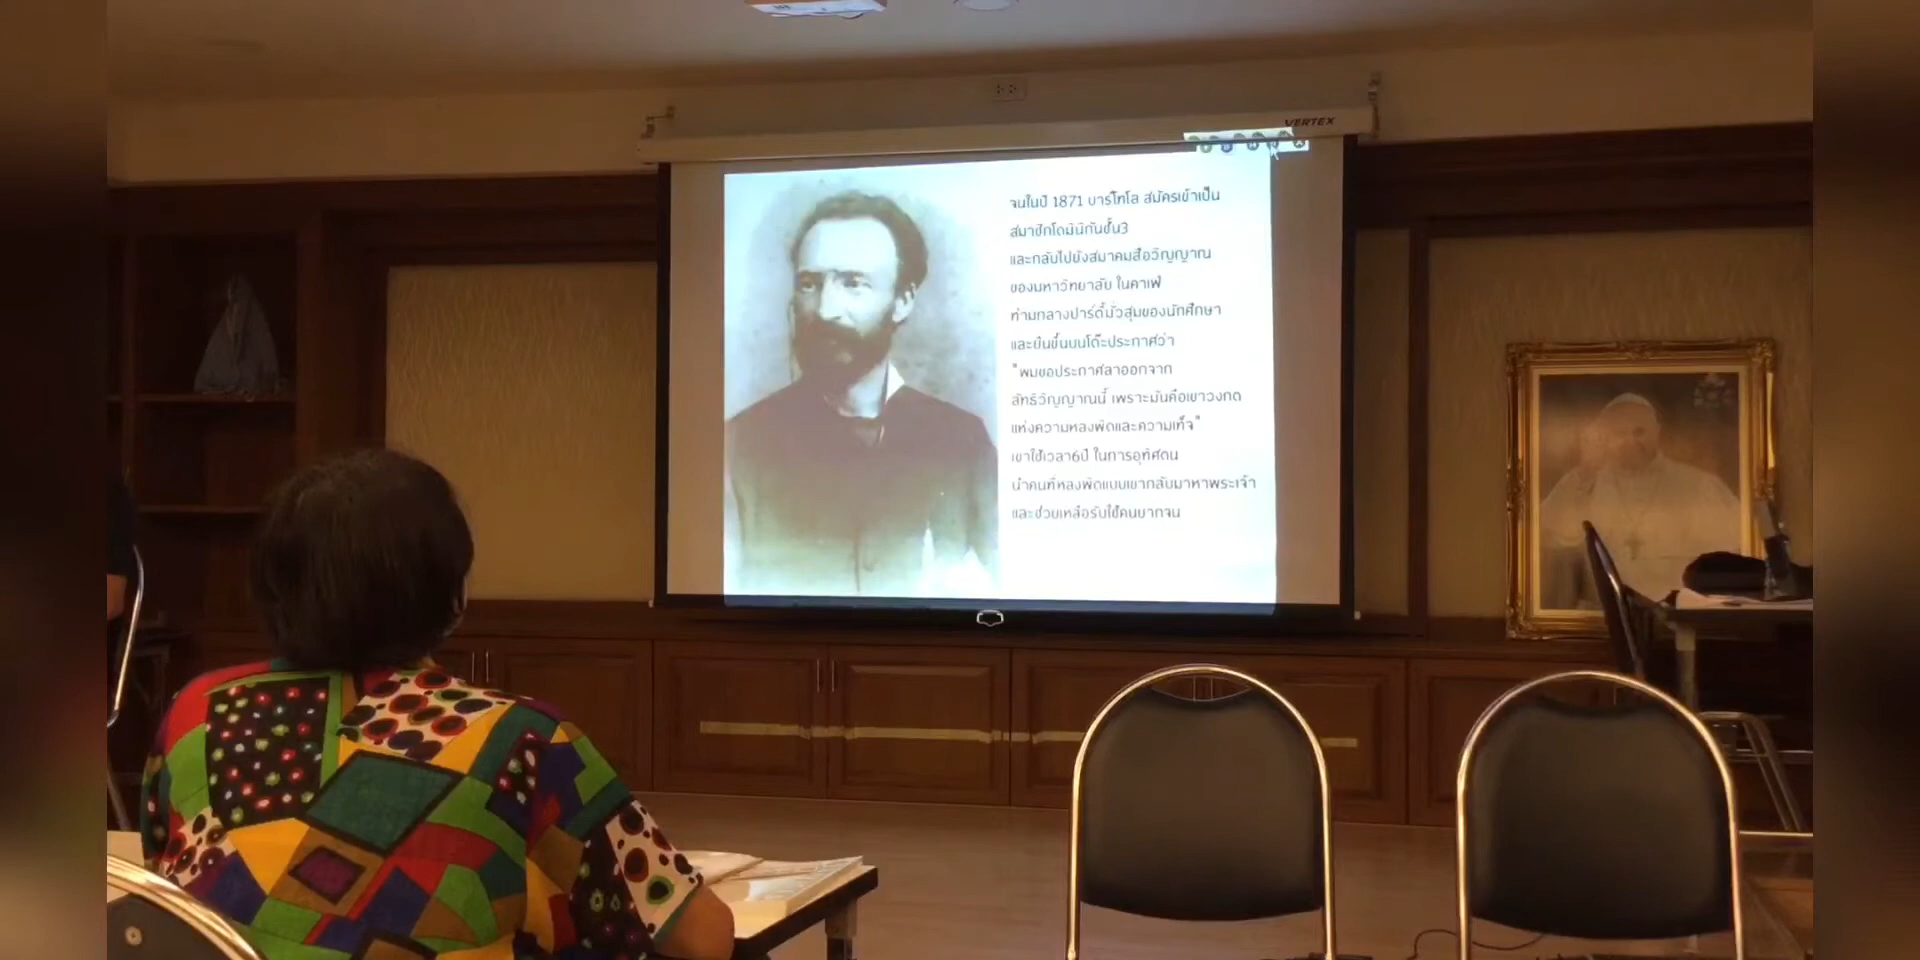 VERTEX
จนในปี 1871 บาร์โทโล สมัครเข้าเป็น
สมาชิกโดมินิกันชั้น3
และกลับไปยังสมาคมสื่อวิญญาณ
ของมหาวิทยาลัย ในคาเฟ่
ท่ามกลางปาร์ตี้มั่วสุมของนักศึกษา
และยืนขึ้นบนโต๊ะประกาศว่า
"ผมขอประกาศลาออกจาก
ลัทธิวิญญาณนี้ เพราะมันคือเขาวงกต
แห่งความหลงผิดและความเท็จ"
เขาใช้เวลา6ปี ในการอุทิศตน
นำคนที่หลงผิดแบบเขากลับมาหาพระเจ้า
และช่วยเหลือรับใช้คนยากจน